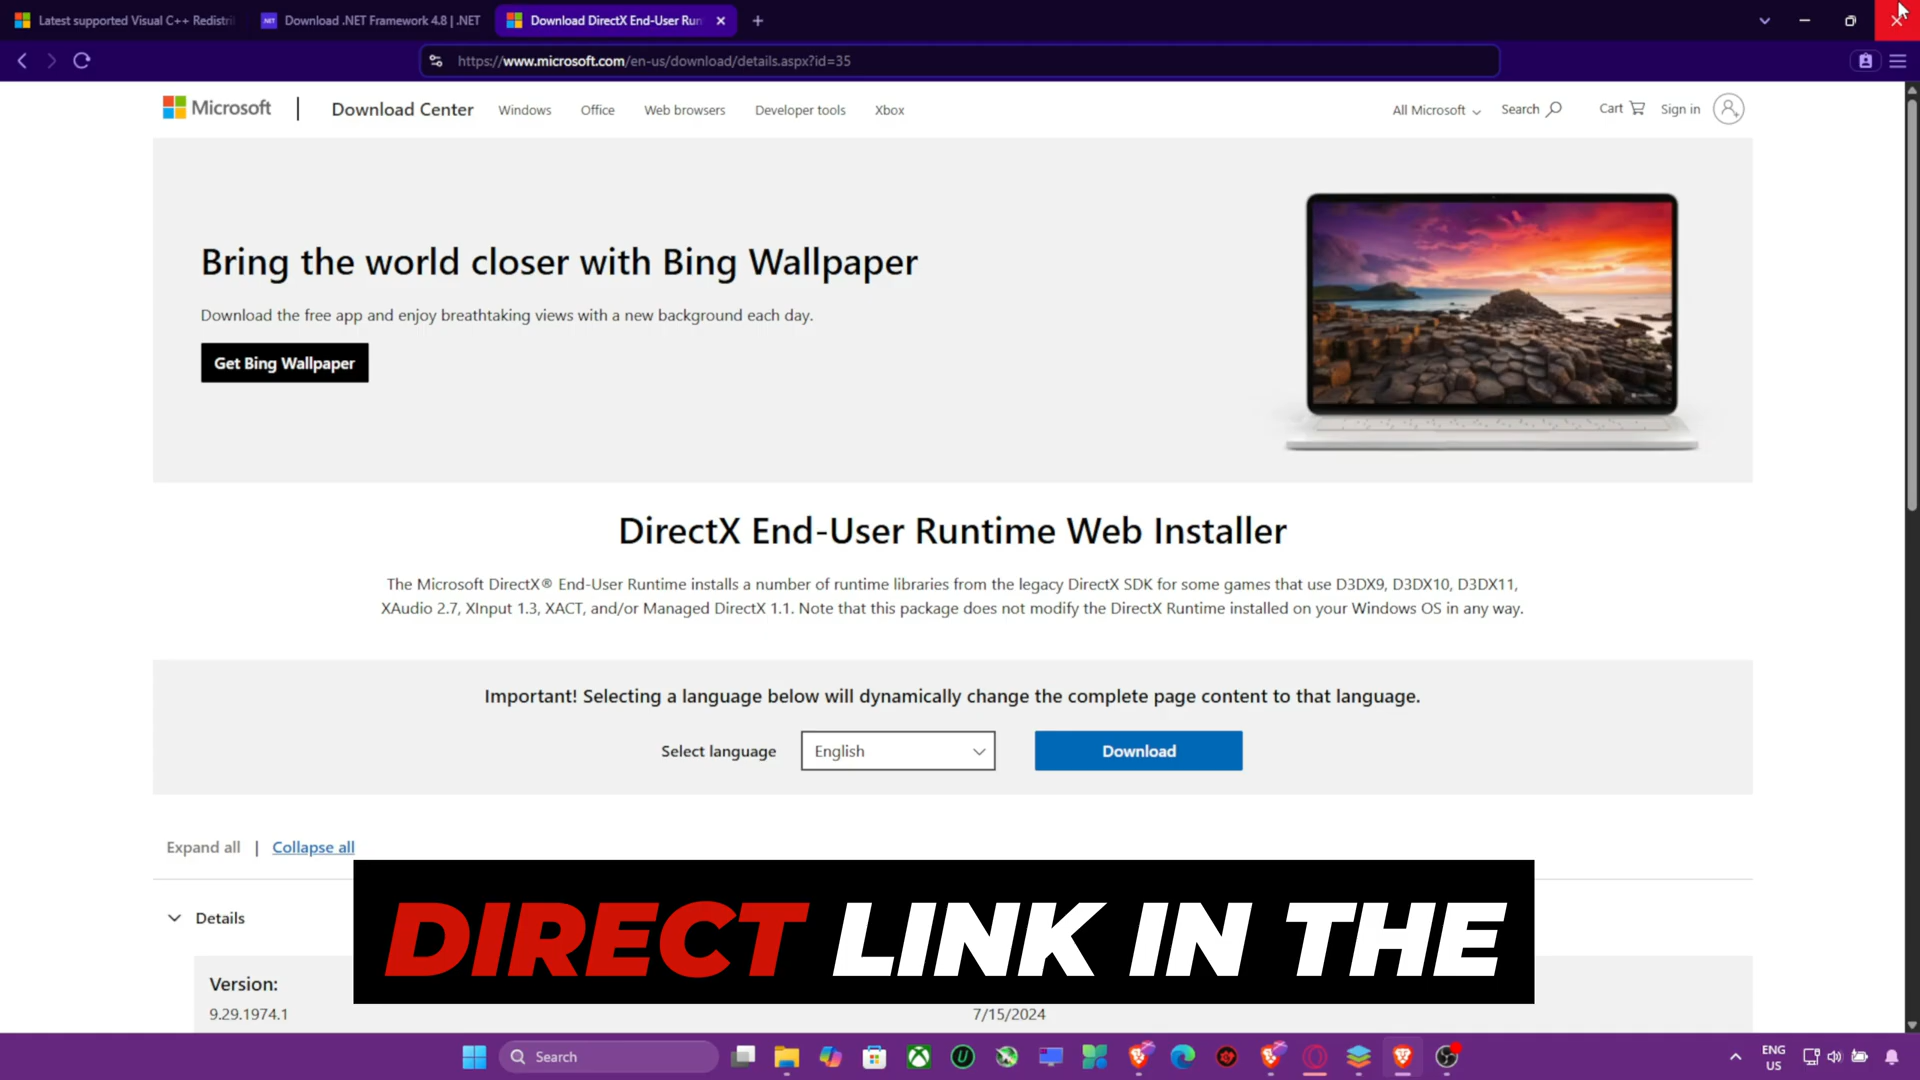 Latest supported Visual C++ Redistri
Download .NET Framework 4.8 | .NET
Download DirectX End-User Run
https://www.microsoft.com/en-us/download/details.aspx?id=35
Microsoft
Download Center
Windows
Office
Web browsers
Developer tools
Xbox
All Microsoft
Search
Cart
Sign in
Bring the world closer with Bing Wallpaper
Download the free app and enjoy breathtaking views with a new background each day.
Get Bing Wallpaper
DirectX End-User Runtime Web Installer
The Microsoft DirectX® End-User Runtime installs a number of runtime libraries from the legacy DirectX SDK for some games that use D3DX9, D3DX10, D3DX11,
XAudio 2.7, XInput 1.3, XACT, and/or Managed DirectX 1.1. Note that this package does not modify the DirectX Runtime installed on your Windows OS in any way.
Important! Selecting a language below will dynamically change the complete page content to that language.
Select language
English
Download
Expand all | Collapse all
Details
DIRECT LINK IN THE
Version:
9.29.1974.1
7/15/2024
Search
ENG
US